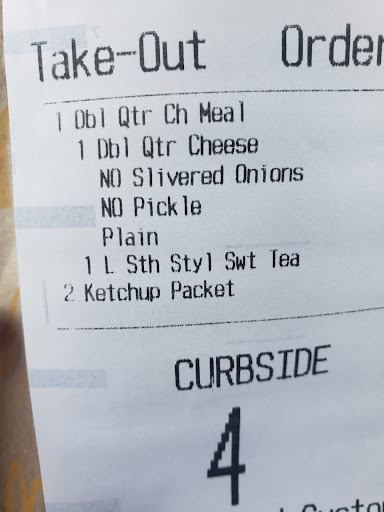 Take-Out Order
1 Dbl Qtr Ch Meal
1 Dbl Qtr Cheese
NO Slivered Onions
NO Pickle
Plain
1 L Sth Styl Swt Tea
2 Ketchup Packet
CURBSIDE
4